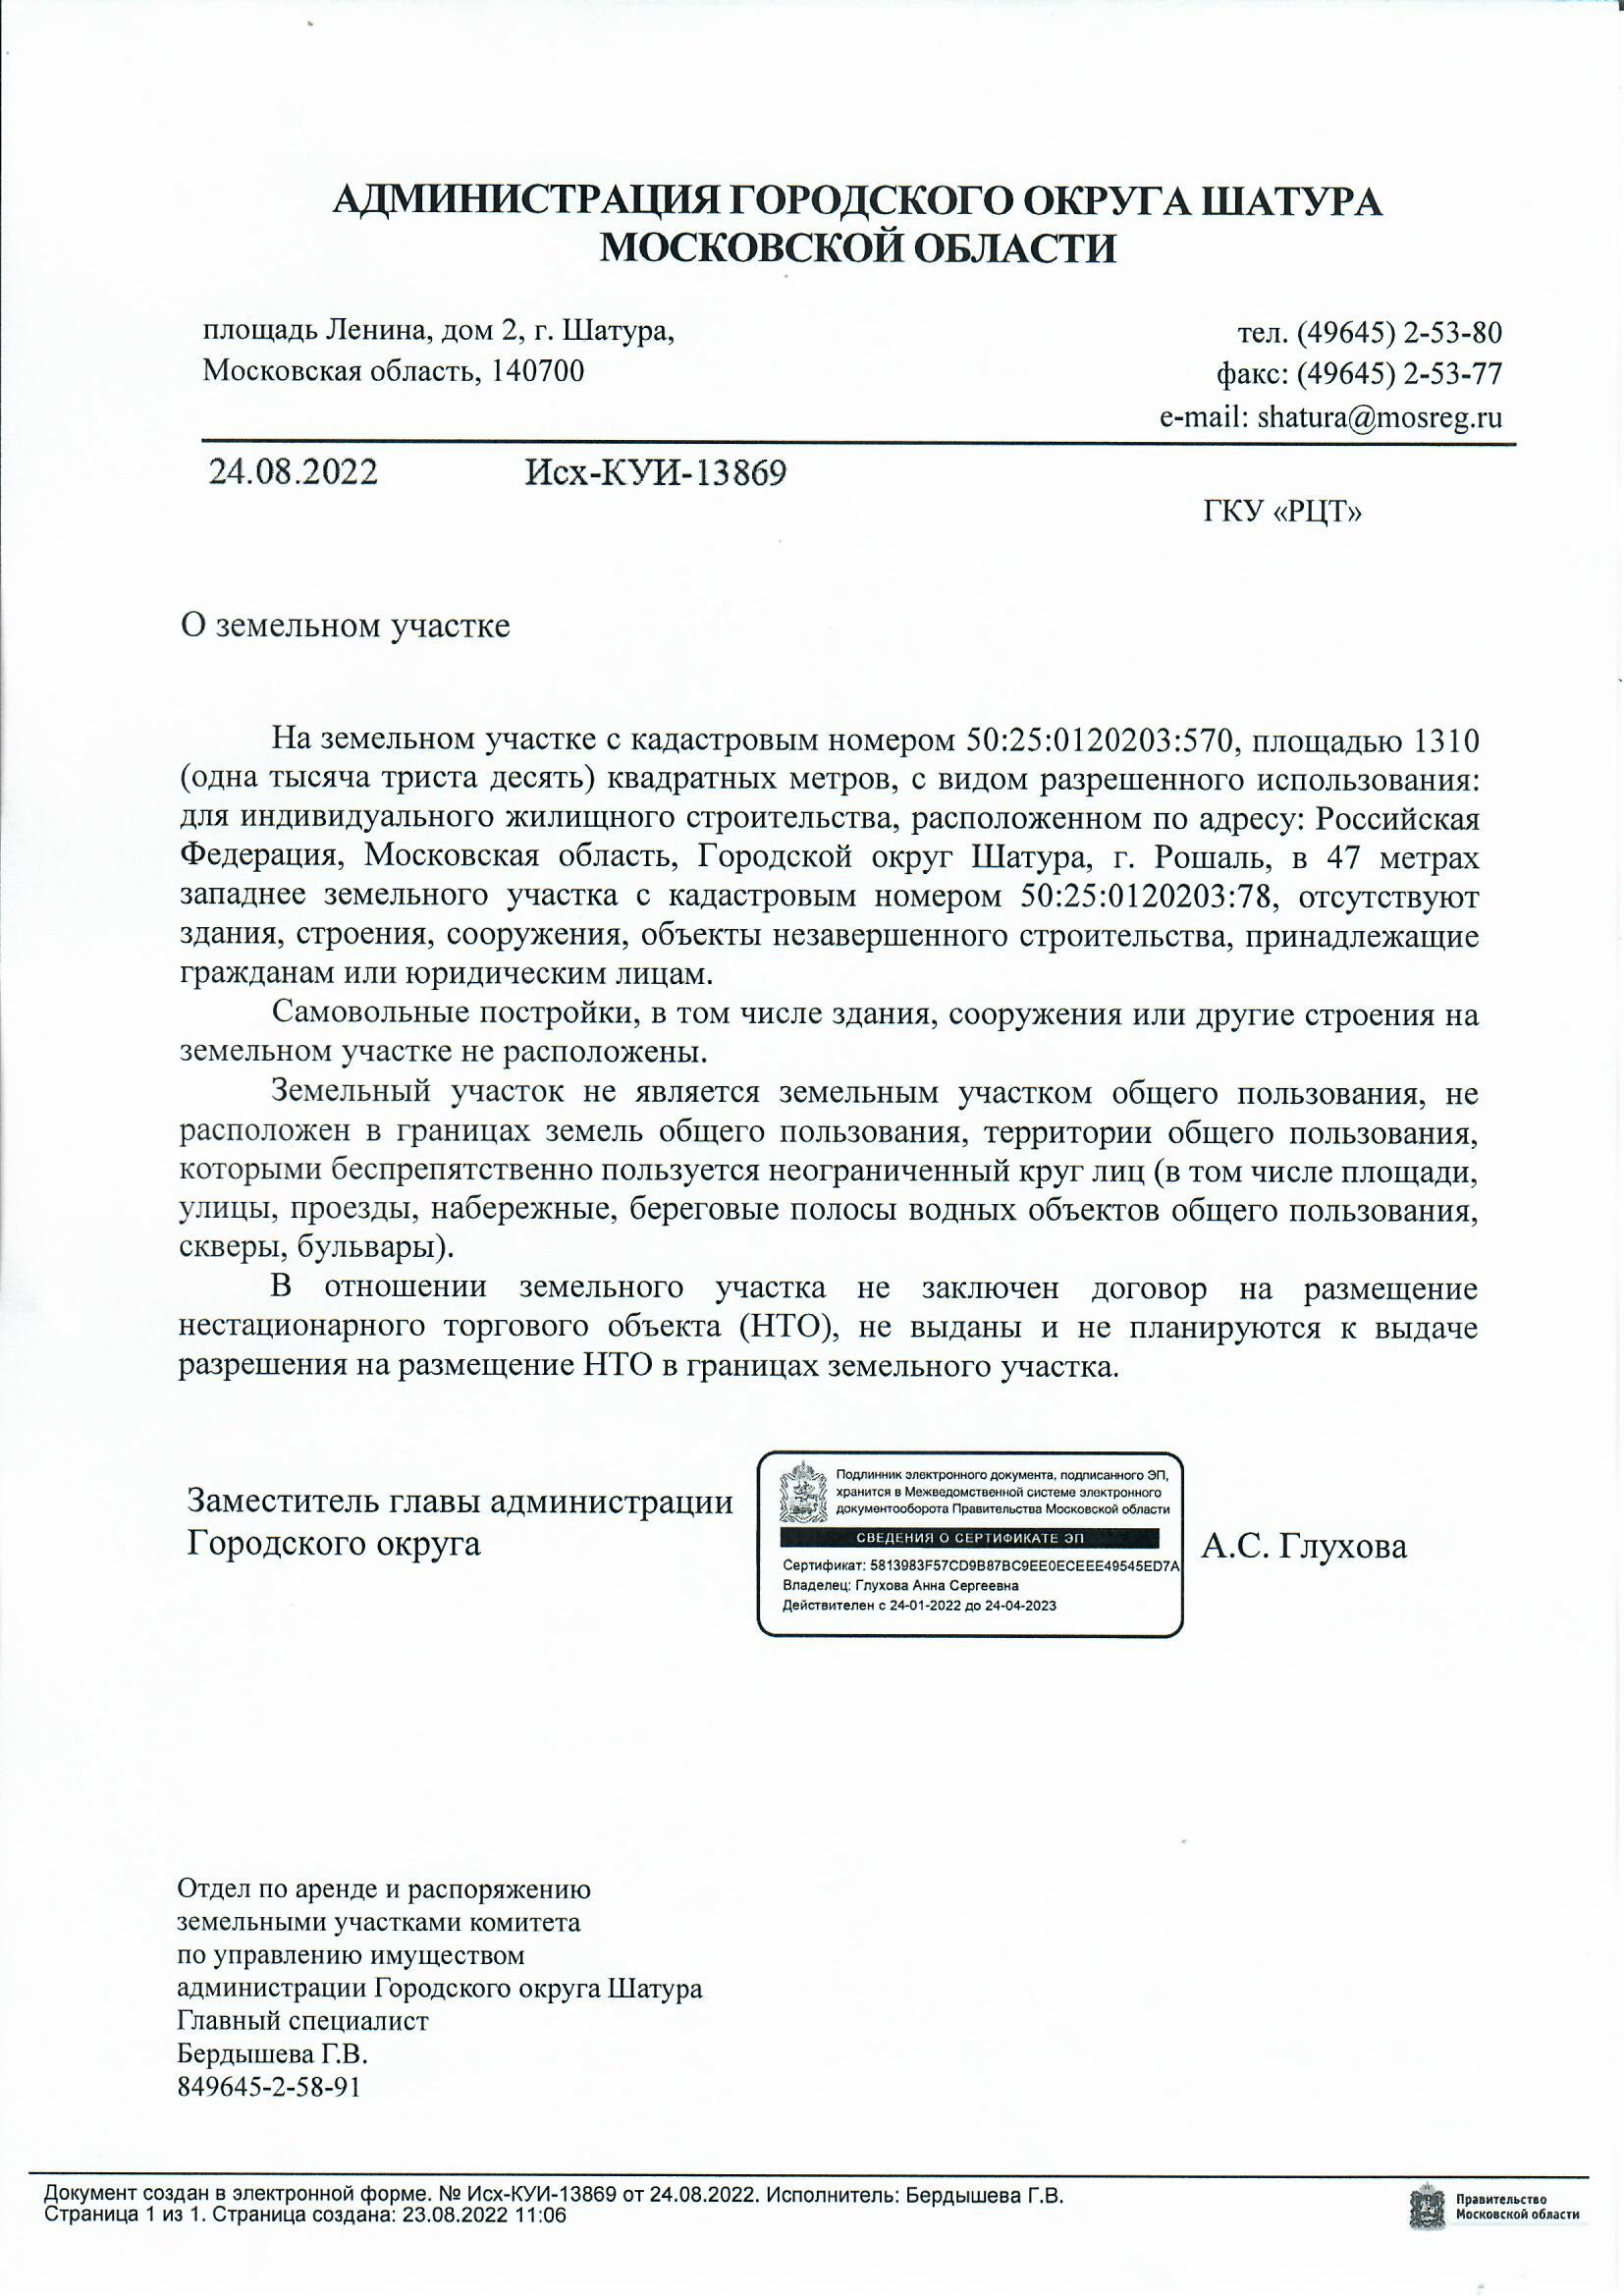 АДМИНИСТРАЦИЯ ГОРОДСКОГО ОКРУГА ШАТУРА
МОСКОВСКОЙ ОБЛАСТИ
площадь Ленина, дом 2, г. Шатура,
Московская область, 140700
тел. (49645) 2-53-80
факс: (49645) 2-53-77
e-mail: shatura@mosreg.ru
24.08.2022 Исх-КУИ-13869
ГКУ «РЦТ»
О земельном участке
На земельном участке с кадастровым номером 50:25:0120203:570, площадью 1310
(одна тысяча триста десять) квадратных метров, с видом разрешенного использования:
для индивидуального жилищного строительства, расположенном по адресу: Российская
Федерация, Московская область, Городской округ Шатура, г. Рошаль, в 47 метрах
западнее земельного участка с кадастровым номером 50:25:0120203:78, отсутствуют
здания, строения, сооружения, объекты незавершенного строительства, принадлежащие
гражданам или юридическим лицам.
Самовольные постройки, в том числе здания, сооружения или другие строения на
земельном участке не расположены.
Земельный участок не является земельным участком общего пользования, не
расположен в границах земель общего пользования, территории общего пользования,
которыми беспрепятственно пользуется неограниченный круг лиц (в том числе площади,
улицы, проезды, набережные, береговые полосы водных объектов общего пользования,
скверы, бульвары).
В отношении земельного участка не заключен договор на размещение
нестационарного торгового объекта (НТО), не выданы и не планируются к выдаче
разрешения на размещение НТО в границах земельного участка.
Заместитель главы администрации
Городского округа
Подлинник электронного документа, подписанного ЭП,
хранится в Межведомственной системе электронного
документооборота Правительства Московской области
СВЕДЕНИЯ О СЕРТИФИКАТЕ ЭП
Сертификат: 5813983F57CD9B87BC9EE0ECEEE49545ED7A
Владелец: Глухова Анна Сергеевна
Действителен с 24-01-2022 до 24-04-2023
А.С. Глухова
Отдел по аренде и распоряжению
земельными участками комитета
по управлению имуществом
администрации Городского округа Шатура
Главный специалист
Бердышева Г.В.
849645-2-58-91
Документ создан в электронной форме. № Исх-КУИ-13869 от 24.08.2022. Исполнитель: Бердышева Г.В.
Страница 1 из 1. Страница создана: 23.08.2022 11:06
Правительство
Московской области